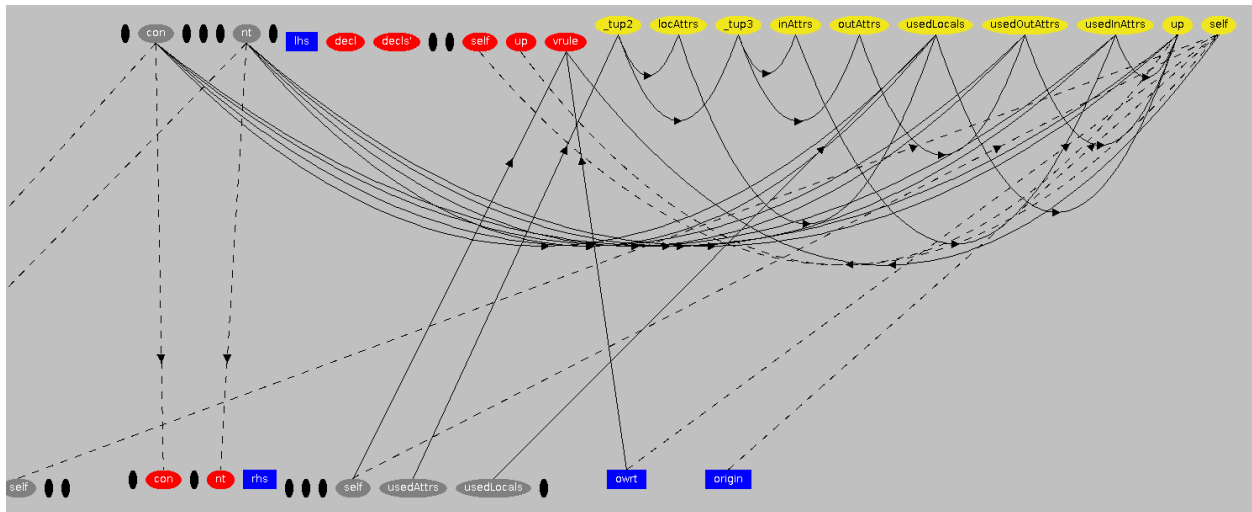 con nt lhs decl decls' self up vrule _tup2 locAttrs _tup3 inAttrs outAttrs usedLocals usedOutAttrs usedInAttrs up self
self con nt rhs self usedAttrs usedLocals owrt origin